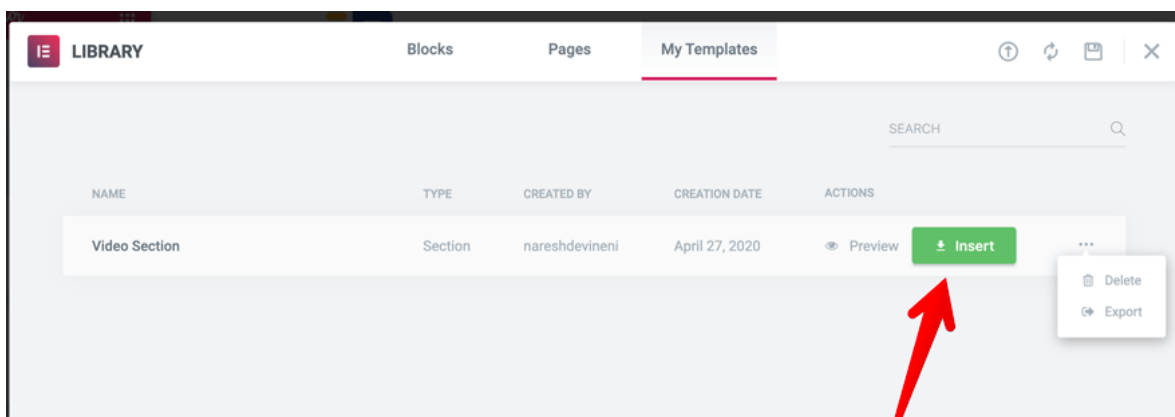 LIBRARY Blocks Pages My Templates
SEARCH
NAME TYPE CREATED BY CREATION DATE ACTIONS
Video Section Section nareshdevineni April 27, 2020 Preview Insert ...
Delete
Export